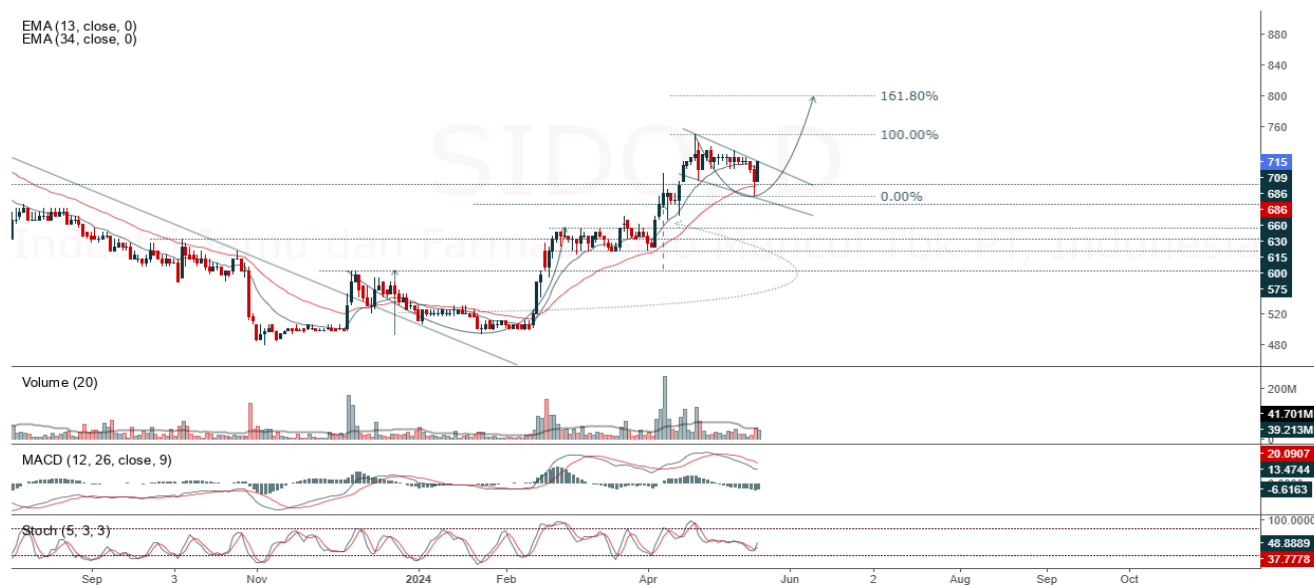 EMA (13, close, 0)
EMA (34, close, 0)
880
840
800
760
161.80%
100.00%
0.00%
715
709
686
686
660
630
615
600
575
520
480
Volume (20)
200M
41.701M
39.213M
0
MACD (12, 26, close, 9)
20.0907
13.4744
-6.6163
Stoch (5, 3, 3)
100.0000
48.8889
37.7778
Sep
3
Nov
2024
Feb
Apr
Jun
2
Aug
Sep
Oct